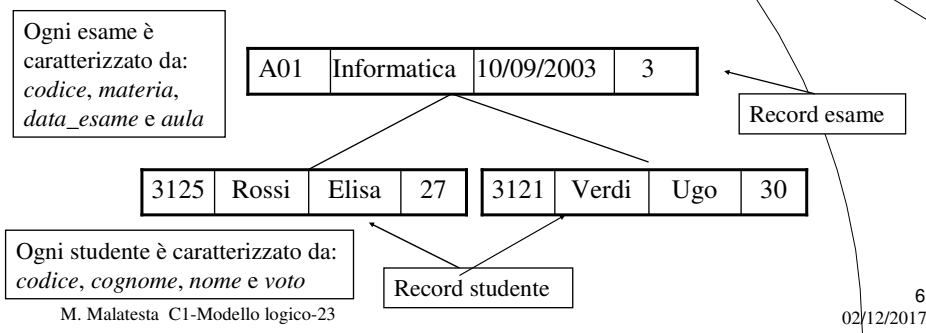 Ogni esame è
caratterizzato da:
codice, materia,
data_esame e aula
A01 Informatica 10/09/2003 3
Record esame
3125 Rossi Elisa 27 3121 Verdi Ugo 30
Ogni studente è caratterizzato da:
codice, cognome, nome e voto
Record studente
M. Malatesta C1-Modello logico-23
6
02/12/2017